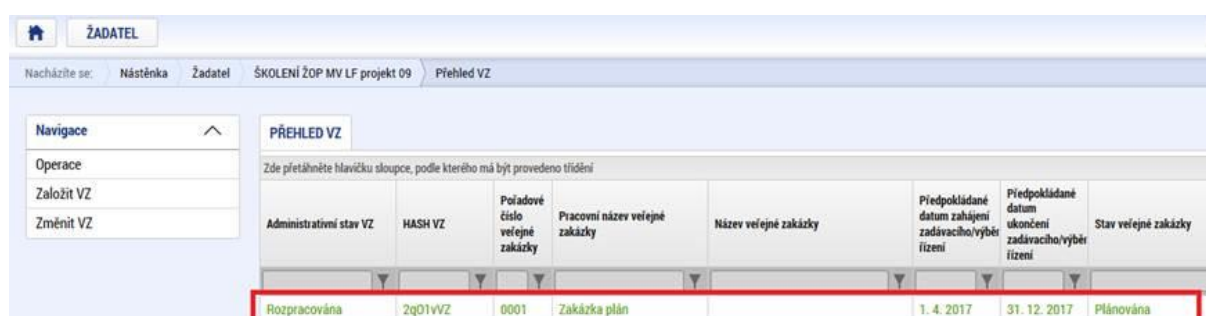 ŽADATEL
Nacházíte se: Nástěnka Žadatel ŠKOLENÍ ŽOP MV LF projekt 09 Přehled VZ
Navigace
Operace
Založit VZ
Změnit VZ
PŘEHLED VZ
Zde přetáhněte hlavičku sloupce, podle kterého má být provedeno třídění
Administrativní stav VZ
HASH VZ
Pořadové
číslo
veřejné
zakázky
Pracovní název veřejné
zakázky
Název veřejné zakázky
Předpokládané
datum zahájení
zadávacího/výběr
řízení
Předpokládané
datum
ukončení
zadávacího/výběr
řízení
Stav veřejné zakázky
Rozpracována 2qO1vVZ 0001 Zakázka plán 1. 4. 2017 31. 12. 2017 Plánována